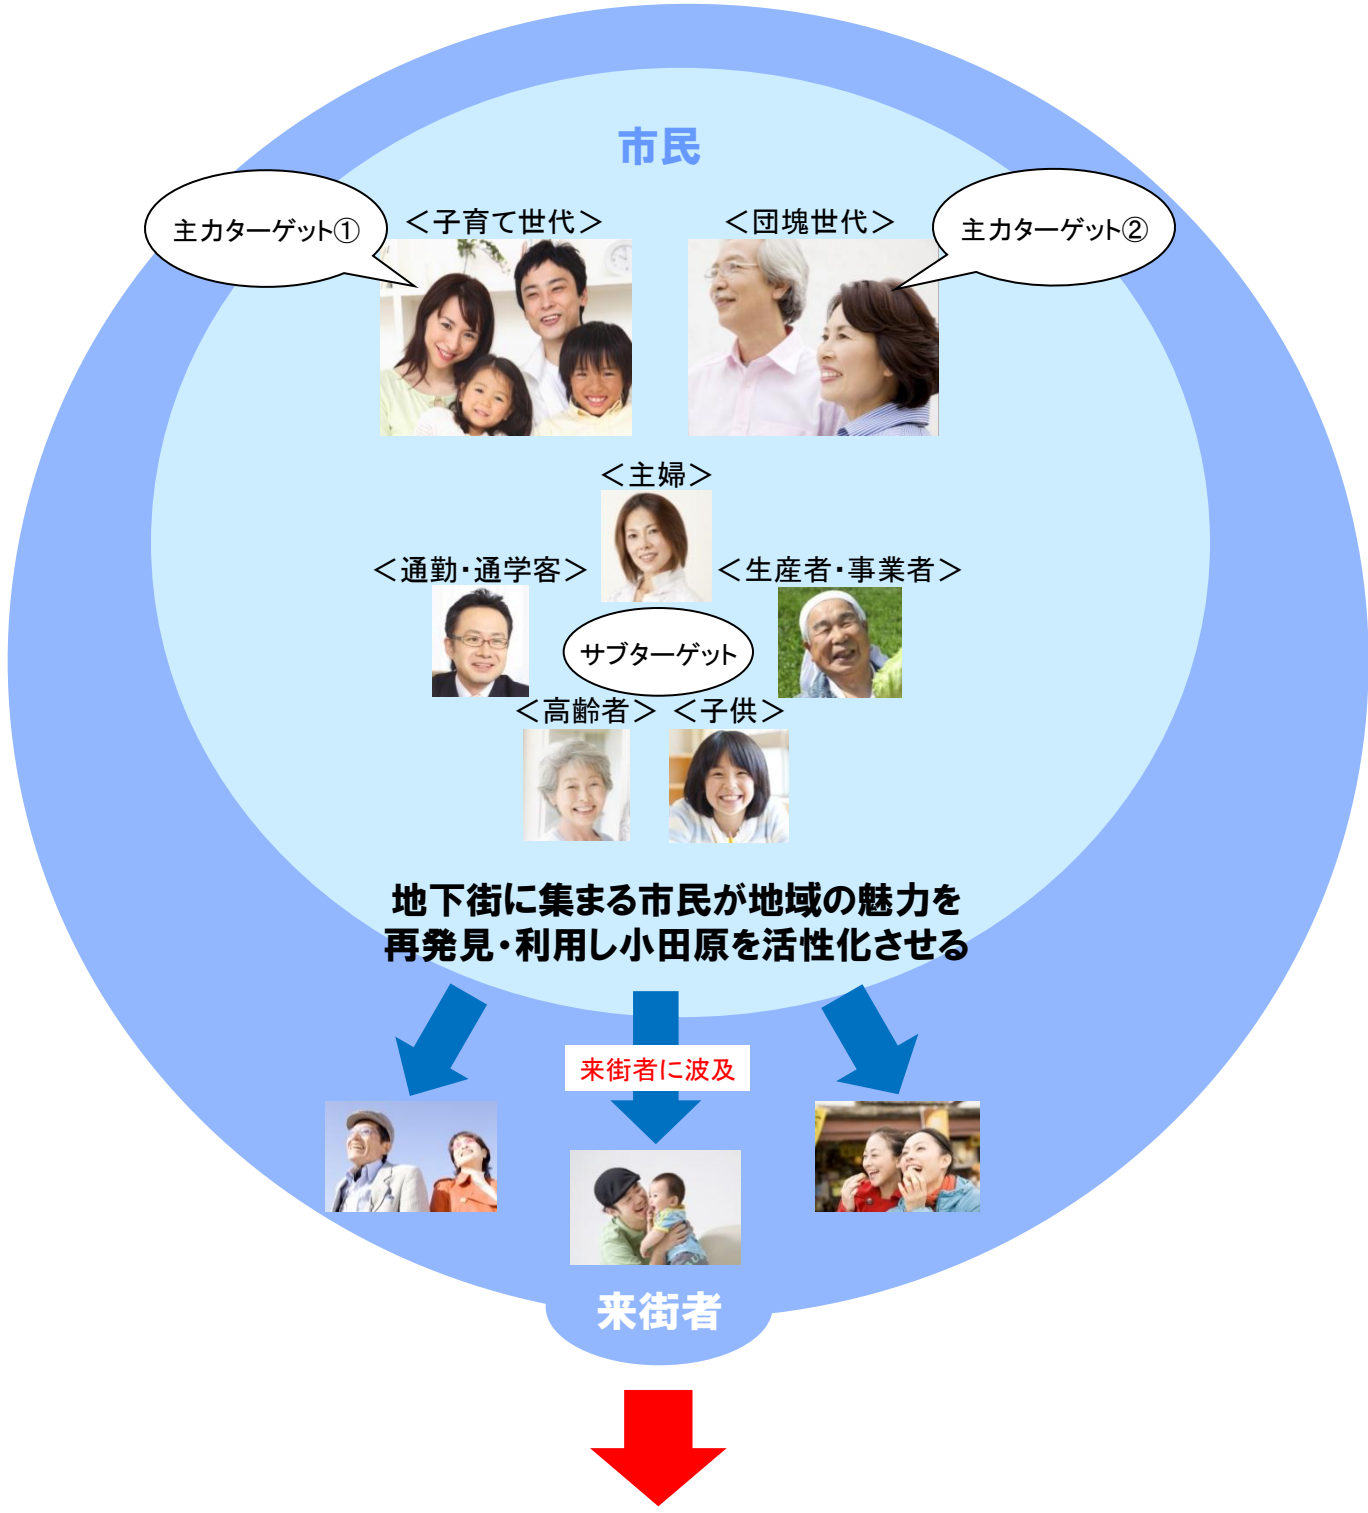 市民
主力ターゲット①
＜子育て世代＞
＜団塊世代＞
主力ターゲット②
＜主婦＞
＜通勤・通学客＞
＜生産者・事業者＞
サブターゲット
＜高齢者＞
＜子供＞
地下街に集まる市民が地域の魅力を
再発見・利用し小田原を活性化させる
来街者に波及
来街者